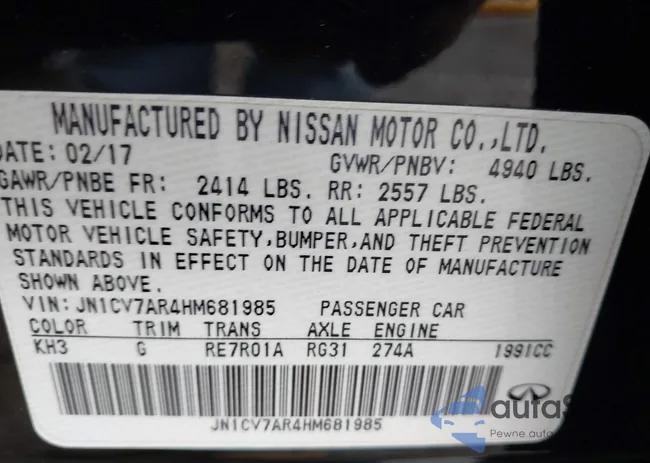 MANUFACTURED BY NISSAN MOTOR CO.,LTD.
DATE: 02/17 GVWR/PNBV: 4940 LBS.
GAWR/PNBE FR: 2414 LBS. RR: 2557 LBS.
THIS VEHICLE CONFORMS TO ALL APPLICABLE FEDERAL
MOTOR VEHICLE SAFETY,BUMPER,AND THEFT PREVENTION
STANDARDS IN EFFECT ON THE DATE OF MANUFACTURE
SHOWN ABOVE.
VIN: JN1CV7AR4HM681985 PASSENGER CAR
COLOR TRIM TRANS AXLE ENGINE
KH3 G RE7R01A RG31 274A 1991CC
JN1CV7AR4HM681985
Pewne auto